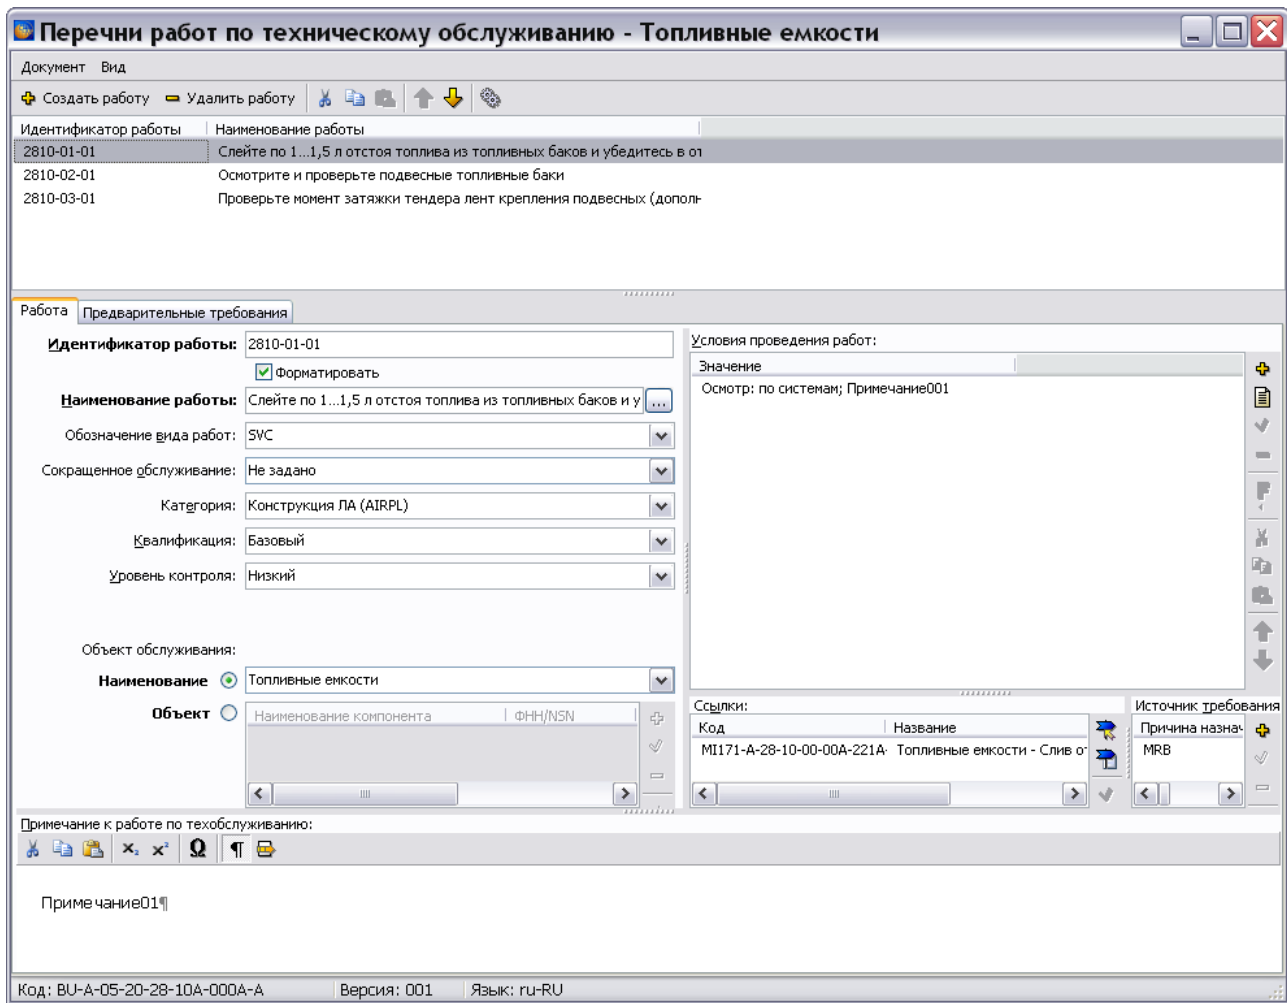 Перечни работ по техническому обслуживанию - Топливные емкости
Документ Вид
Создать работу Удалить работу
Идентификатор работы Наименование работы
2810-01-01 Слейте по 1...1,5 л отстоя топлива из топливных баков и убедитесь в от
2810-02-01 Осмотрите и проверьте подвесные топливные баки
2810-03-01 Проверьте момент затяжки тендера лент крепления подвесных (дополн
Работа Предварительные требования
Идентификатор работы: 2810-01-01
Форматировать
Наименование работы: Слейте по 1...1,5 л отстоя топлива из топливных баков и у ...
Обозначение вида работ: SVC
Сокращенное обслуживание: Не задано
Категория: Конструкция ЛА (AIRPL)
Квалификация: Базовый
Уровень контроля: Низкий
Объект обслуживания:
Наименование Топливные емкости
Объект Наименование компонента ФНН/NSN
Условия проведения работ:
Значение
Осмотр: по системам; Примечание001
Ссылки:
Код Название
MI171-A-28-10-00-00A-221A- Топливные емкости - Слив от
Источник требования
Причина назнач
MRB
Примечание к работе по техобслуживанию:
x₂ x² Ω ¶
Примечание01¶
Код: BU-A-05-20-28-10A-000A-A Версия: 001 Язык: ru-RU